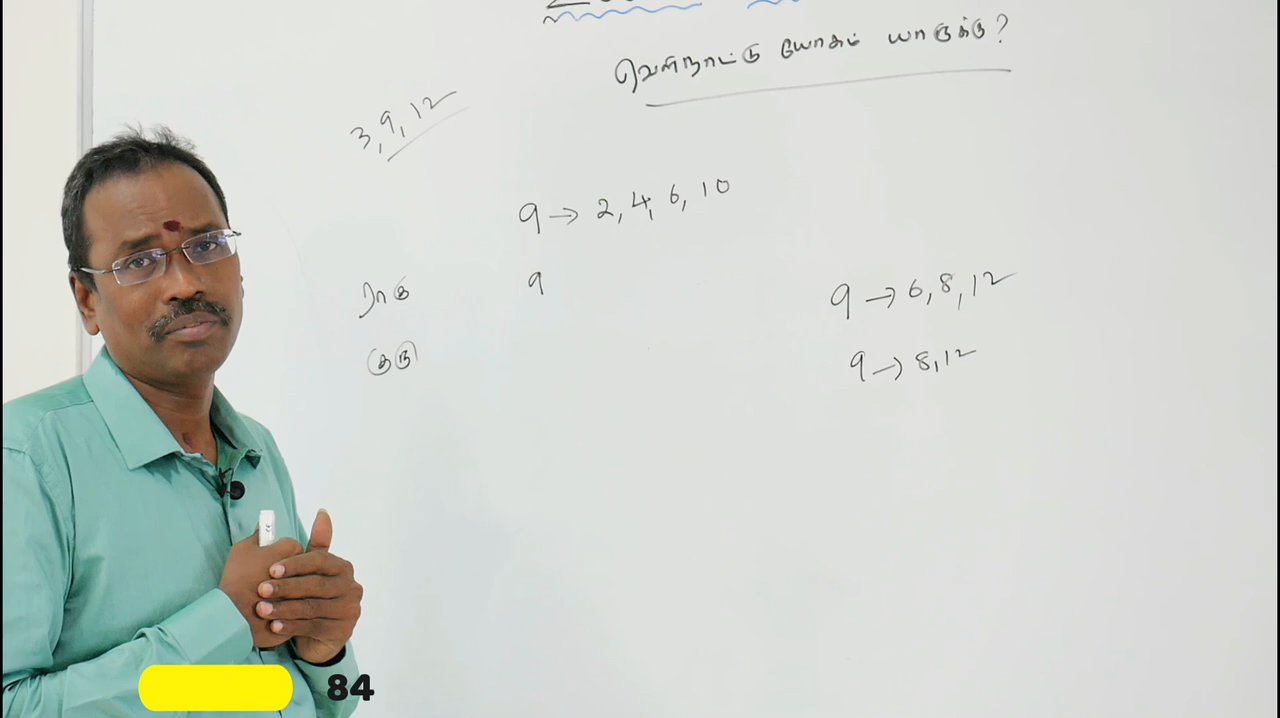 வெளிநாட்டு யோகம் யாருக்கு?
3, 9, 12
9 → 2, 4, 6, 10
ராகு 9
9 → 6, 8, 12
குரு
9 → 8, 12
84